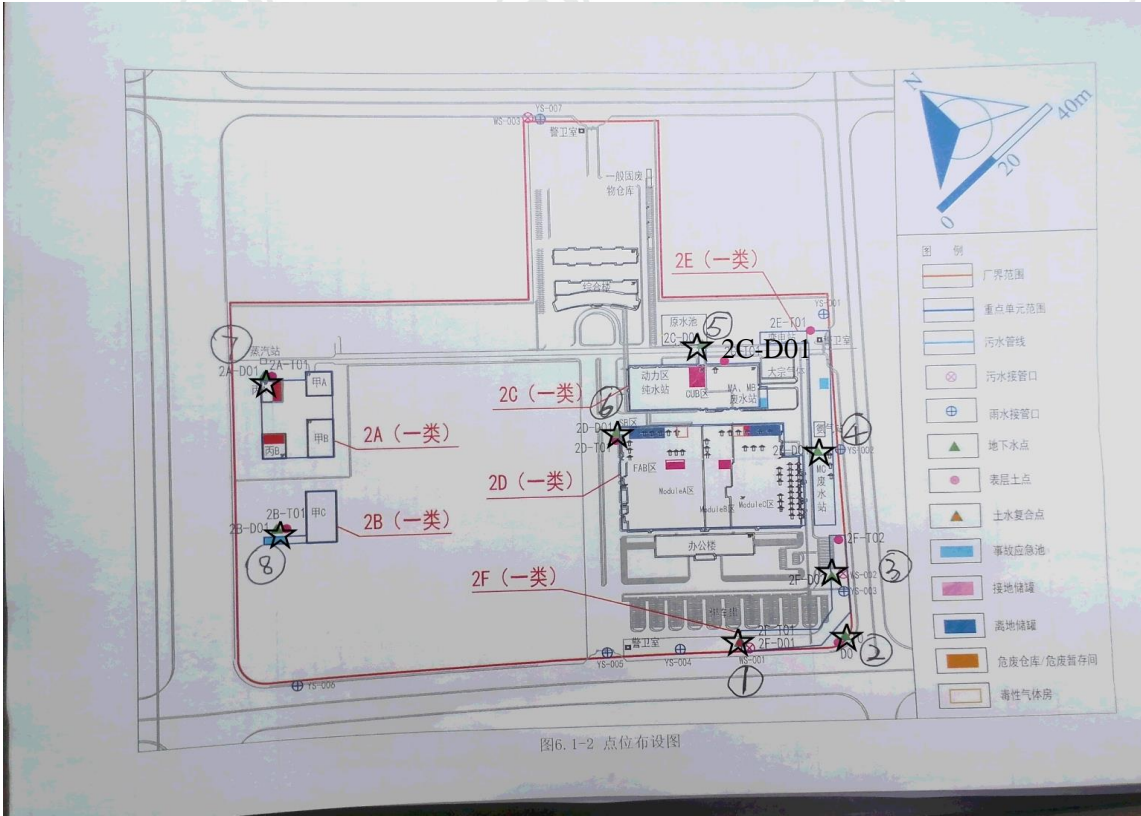 YS-007
WS-003
警卫室
一般固废
物仓库
N
40m
20
0
2E（一类）
综合楼
图 例
厂界范围
重点单元范围
污水管线
污水接管口
雨水接管口
地下水点
表层土点
土水复合点
事故应急池
接地储罐
离地储罐
危废仓库/危废暂存间
毒性气体房
YS-001
原水池
⑤
2E-T01
警卫室
2C-D01
⑦
蒸汽站
2A-D01
2A-T01
甲A
动力区
纯水站
CUB区
大宗气体
MA、MB
废水站
2C（一类）
⑥
甲B
丙B
2A（一类）
2D-D01
2D-T01
④
YS-002
FAB区
MC
废水站
2D（一类）
ModuleA区
ModuleB区
ModuleC区
2B-T01
2B-D01
甲C
2B（一类）
⑧
办公楼
2F-T02
③
2F（一类）
WS-002
YS-003
2F-T01
2F-D01
②
警卫室
YS-005
YS-004
WS-001
①
YS-006
图6.1-2 点位布设图